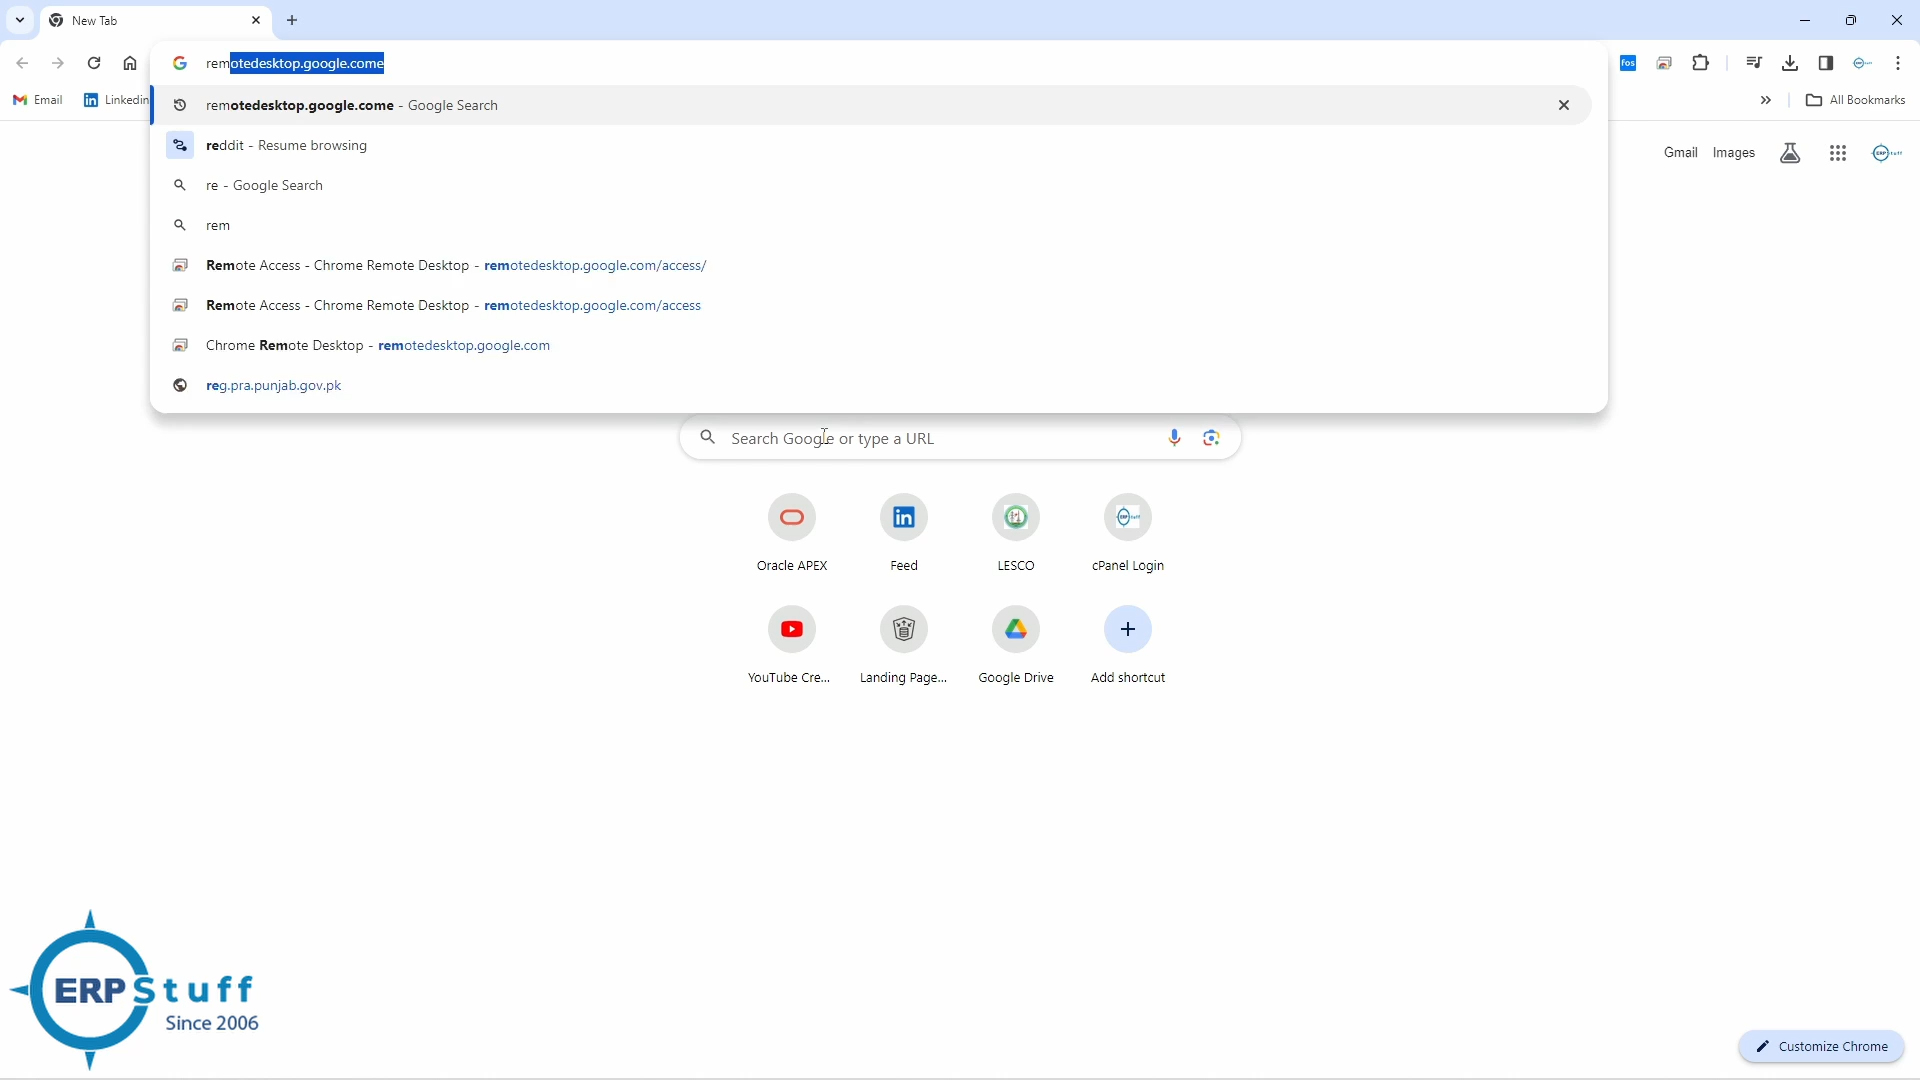 New Tab
remotedesktop.google.come
Fos
Email
Linkedin
All Bookmarks
remotedesktop.google.come - Google Search
reddit - Resume browsing
re - Google Search
rem
Remote Access - Chrome Remote Desktop - remotedesktop.google.com/access/
Remote Access - Chrome Remote Desktop - remotedesktop.google.com/access
Chrome Remote Desktop - remotedesktop.google.com
reg.pra.punjab.gov.pk
Gmail Images
Search Google or type a URL
Oracle APEX
Feed
LESCO
cPanel Login
YouTube Cre...
Landing Page...
Google Drive
Add shortcut
ERPStuff
Since 2006
Customize Chrome